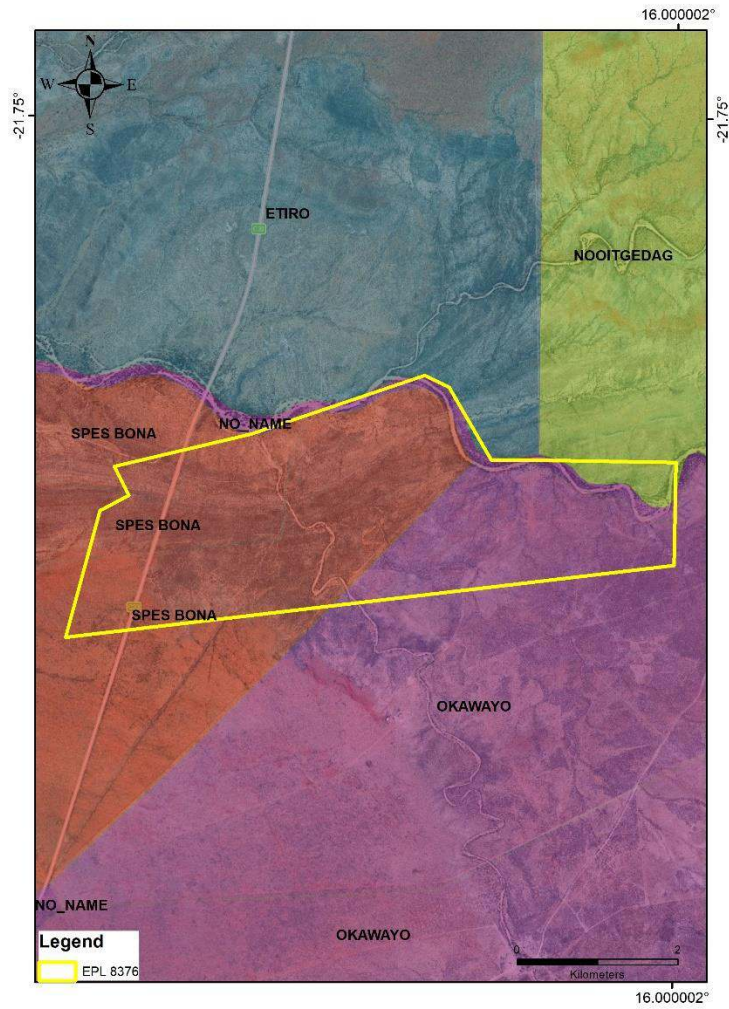 16.000002°
N
W E
S
-21.75°
-21.75°
ETIRO
NOOITGEDAG
NO_NAME
SPES BONA
SPES BONA
SPES BONA
OKAWAYO
NO_NAME
OKAWAYO
Legend
EPL 8376
0 2
Kilometers
16.000002°